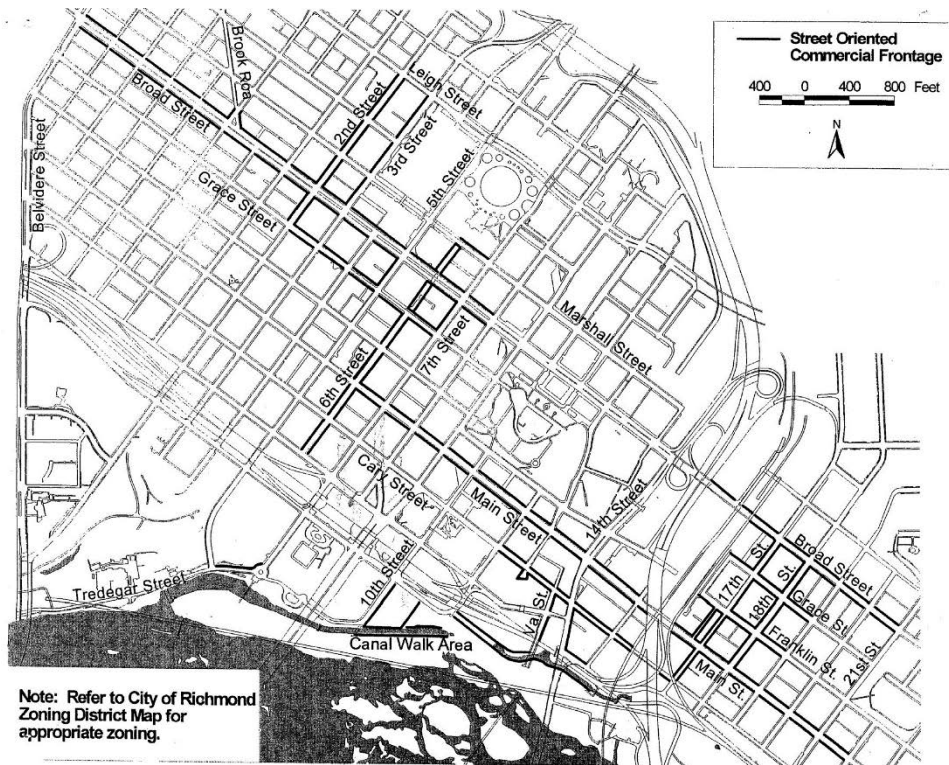 Street Oriented
Commercial Frontage
400 0 400 800 Feet
N
Brook Roa
Broad Street
2nd Street
Leigh Street
3rd Street
5th Street
Belvidere Street
Grace Street
Marshall Street
6th Street
7th Street
Cary Street
Main Street
14th Street
10th Street
Tredegar Street
Canal Walk Area
Va. St.
Broad Street
17th St.
18th St.
Grace St.
Franklin St.
21st St.
Main St.
Note: Refer to City of Richmond
Zoning District Map for
appropriate zoning.